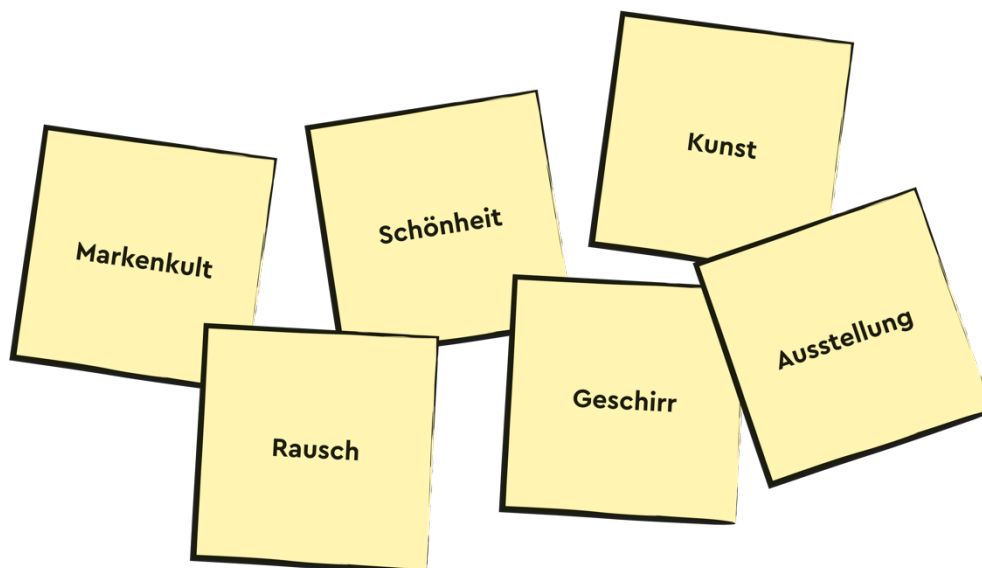 Markenkult
Schönheit
Kunst
Rausch
Geschirr
Ausstellung